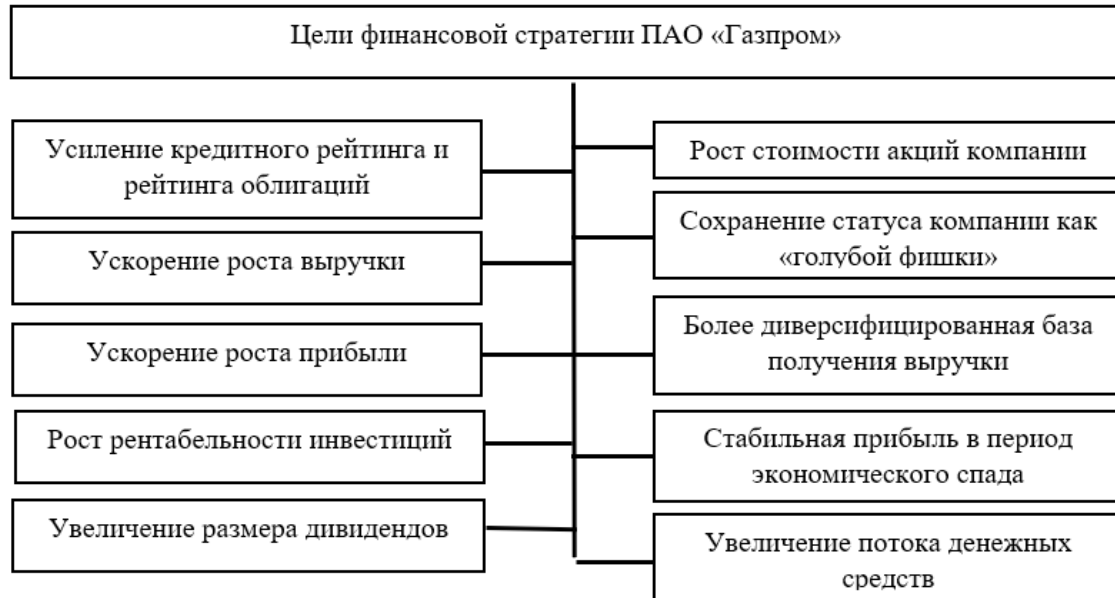 Цели финансовой стратегии ПАО «Газпром»
Усиление кредитного рейтинга и
рейтинга облигаций
Ускорение роста выручки
Ускорение роста прибыли
Рост рентабельности инвестиций
Увеличение размера дивидендов
Рост стоимости акций компании
Сохранение статуса компании как
«голубой фишки»
Более диверсифицированная база
получения выручки
Стабильная прибыль в период
экономического спада
Увеличение потока денежных
средств